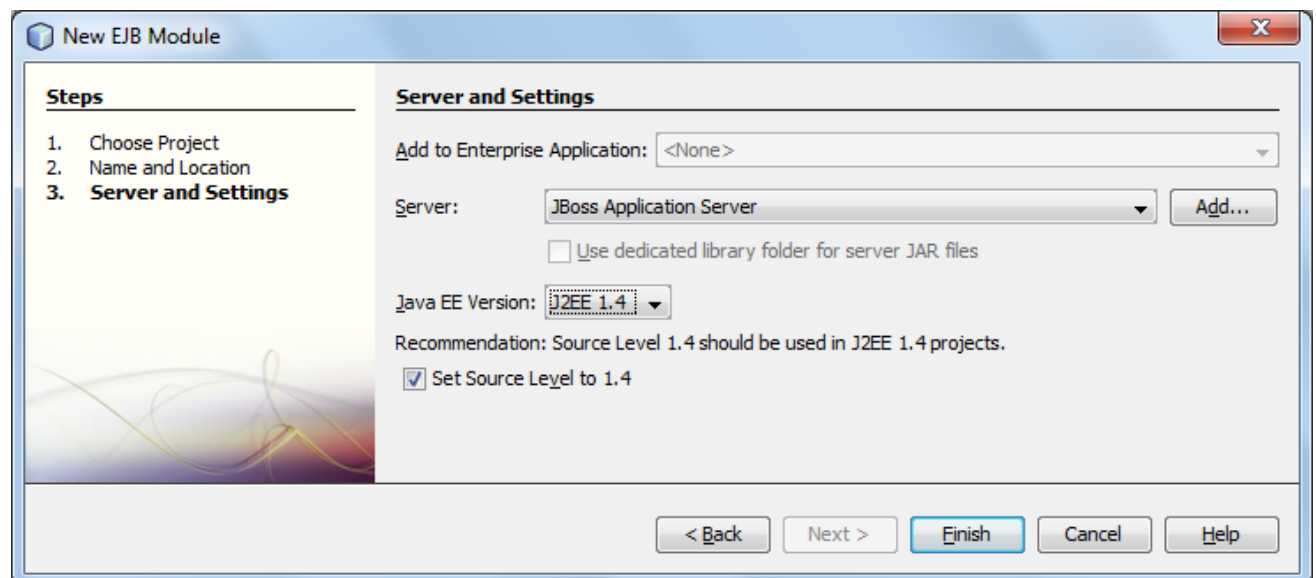 New EJB Module
X
Steps
1. Choose Project
2. Name and Location
3. Server and Settings
Server and Settings
Add to Enterprise Application: <None>
Server: JBoss Application Server Add...
Use dedicated library folder for server JAR files
Java EE Version: J2EE 1.4
Recommendation: Source Level 1.4 should be used in J2EE 1.4 projects.
Set Source Level to 1.4
< Back Next > Finish Cancel Help